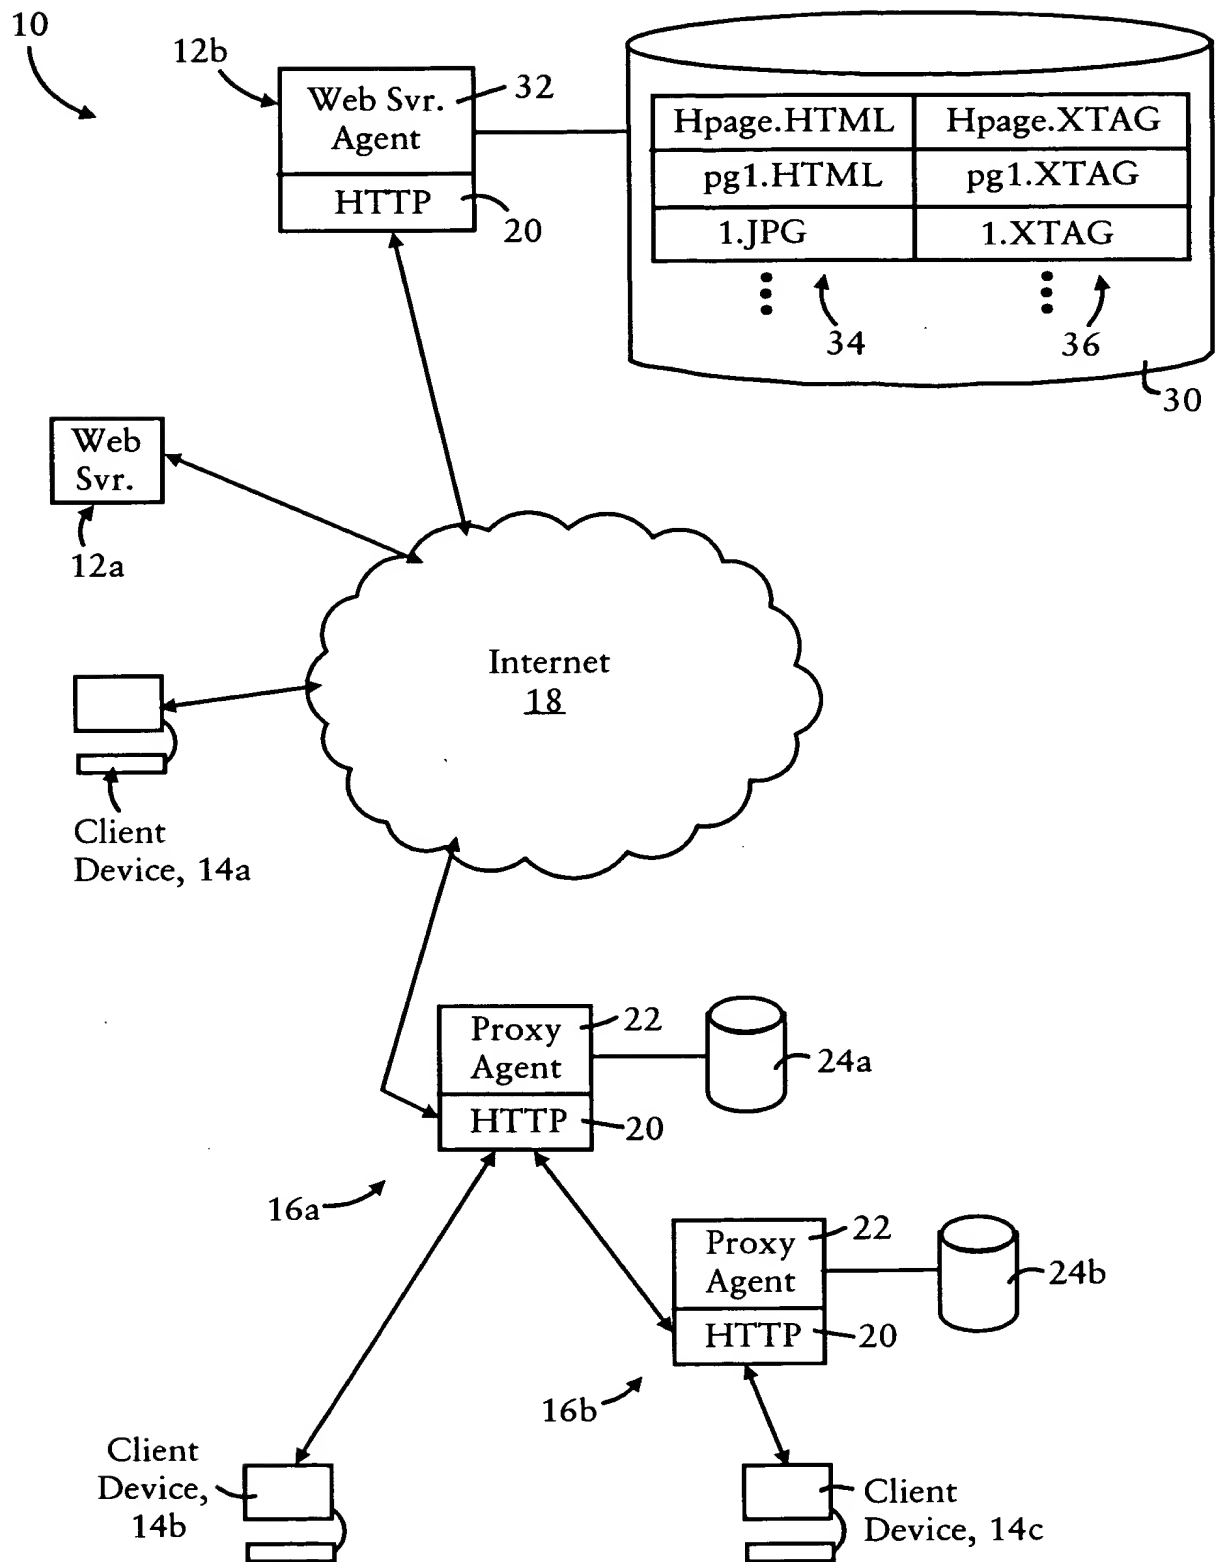 10
12b
Web Svr.
Agent
32
HTTP
20
Hpage.HTML Hpage.XTAG
pg1.HTML pg1.XTAG
1.JPG 1.XTAG
34
36
30
Web
Svr.
12a
Internet
18
Client
Device, 14a
Proxy
Agent
22
24a
HTTP
20
16a
Proxy
Agent
22
24b
HTTP
20
16b
Client
Device,
14b
Client
Device, 14c